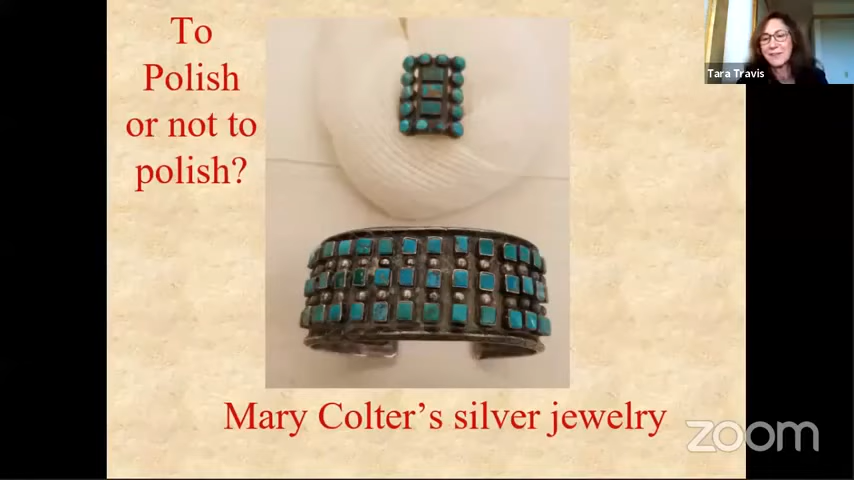 To
Polish
or not to
polish?
Tara Travis
Mary Colter's silver jewelry
zoom